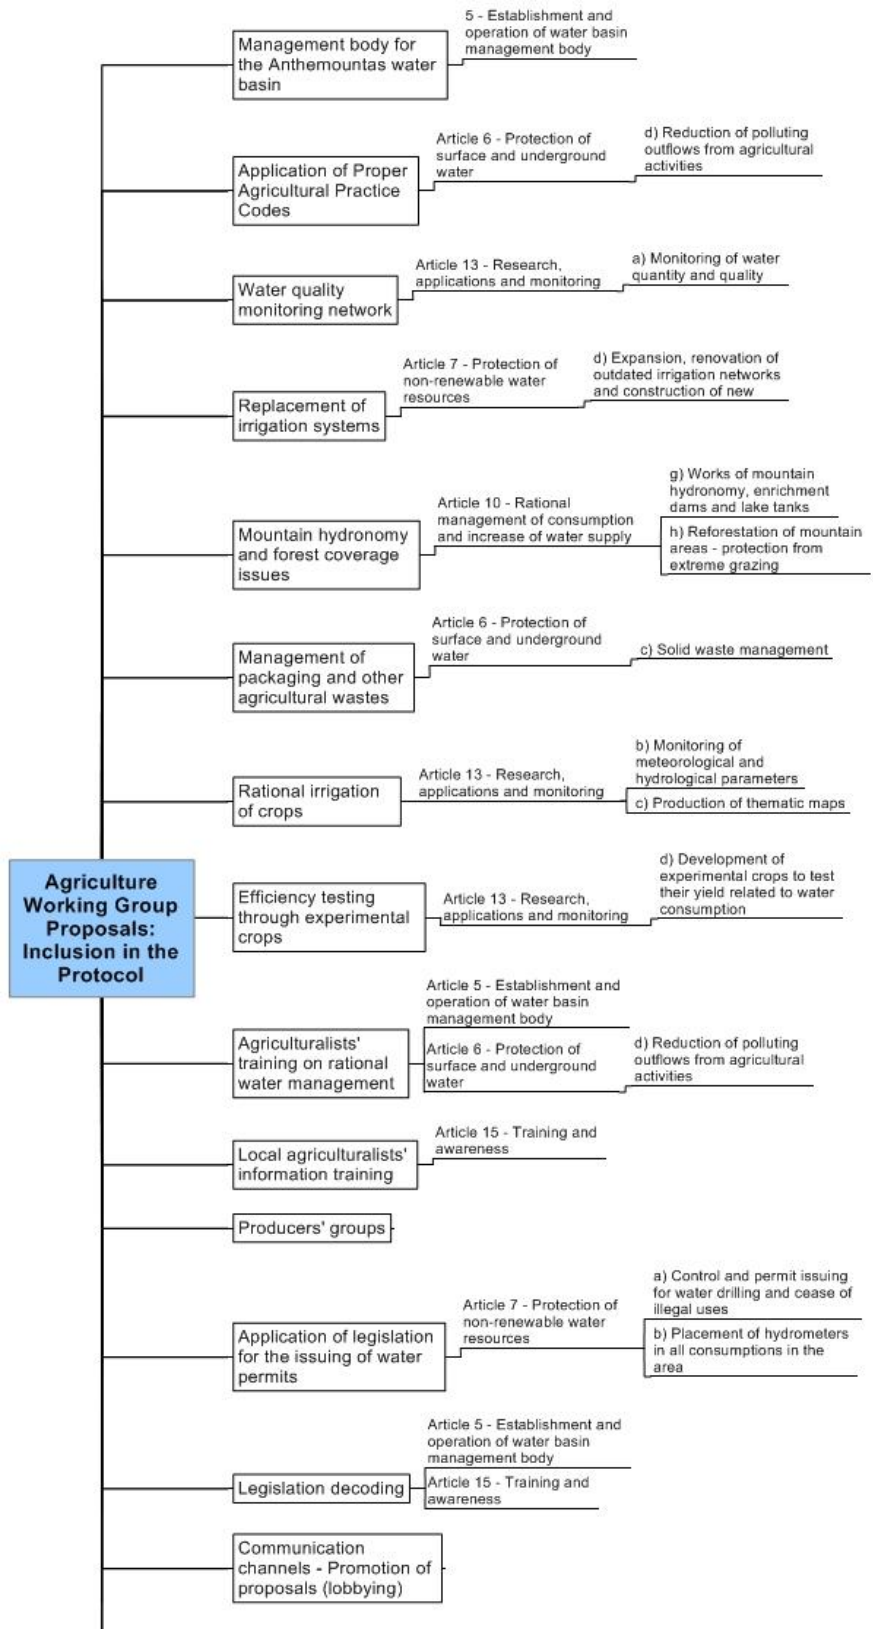 5 - Establishment and
operation of water basin
management body
Management body for
the Anthemountas water
basin
Article 6 - Protection of
surface and underground
water
d) Reduction of polluting
outflows from agricultural
activities
Application of Proper
Agricultural Practice
Codes
Article 13 - Research,
applications and monitoring
a) Monitoring of water
quantity and quality
Water quality
monitoring network
Article 7 - Protection of
non-renewable water
resources
d) Expansion, renovation of
outdated irrigation networks
and construction of new
Replacement of
irrigation systems
g) Works of mountain
hydronomy, enrichment
dams and lake tanks
Article 10 - Rational
management of consumption
and increase of water supply
h) Reforestation of mountain
areas - protection from
extreme grazing
Mountain hydronomy
and forest coverage
issues
Article 6 - Protection of
surface and underground
water
c) Solid waste management
Management of
packaging and other
agricultural wastes
b) Monitoring of
meteorological and
hydrological parameters
Article 13 - Research,
applications and monitoring
c) Production of thematic maps
Rational irrigation
of crops
Agriculture
Working Group
Proposals:
Inclusion in the
Protocol
d) Development of
experimental crops to test
their yield related to water
consumption
Article 13 - Research,
applications and monitoring
Efficiency testing
through experimental
crops
Article 5 - Establishment and
operation of water basin
management body
Article 6 - Protection of
surface and underground
water
d) Reduction of polluting
outflows from agricultural
activities
Agriculturalists'
training on rational
water management
Article 15 - Training and
awareness
Local agriculturalists'
information training
Producers' groups
a) Control and permit issuing
for water drilling and cease of
illegal uses
Article 7 - Protection of
non-renewable water
resources
b) Placement of hydrometers
in all consumptions in the
area
Application of legislation
for the issuing of water
permits
Article 5 - Establishment and
operation of water basin
management body
Article 15 - Training and
awareness
Legislation decoding
Communication
channels - Promotion of
proposals (lobbying)